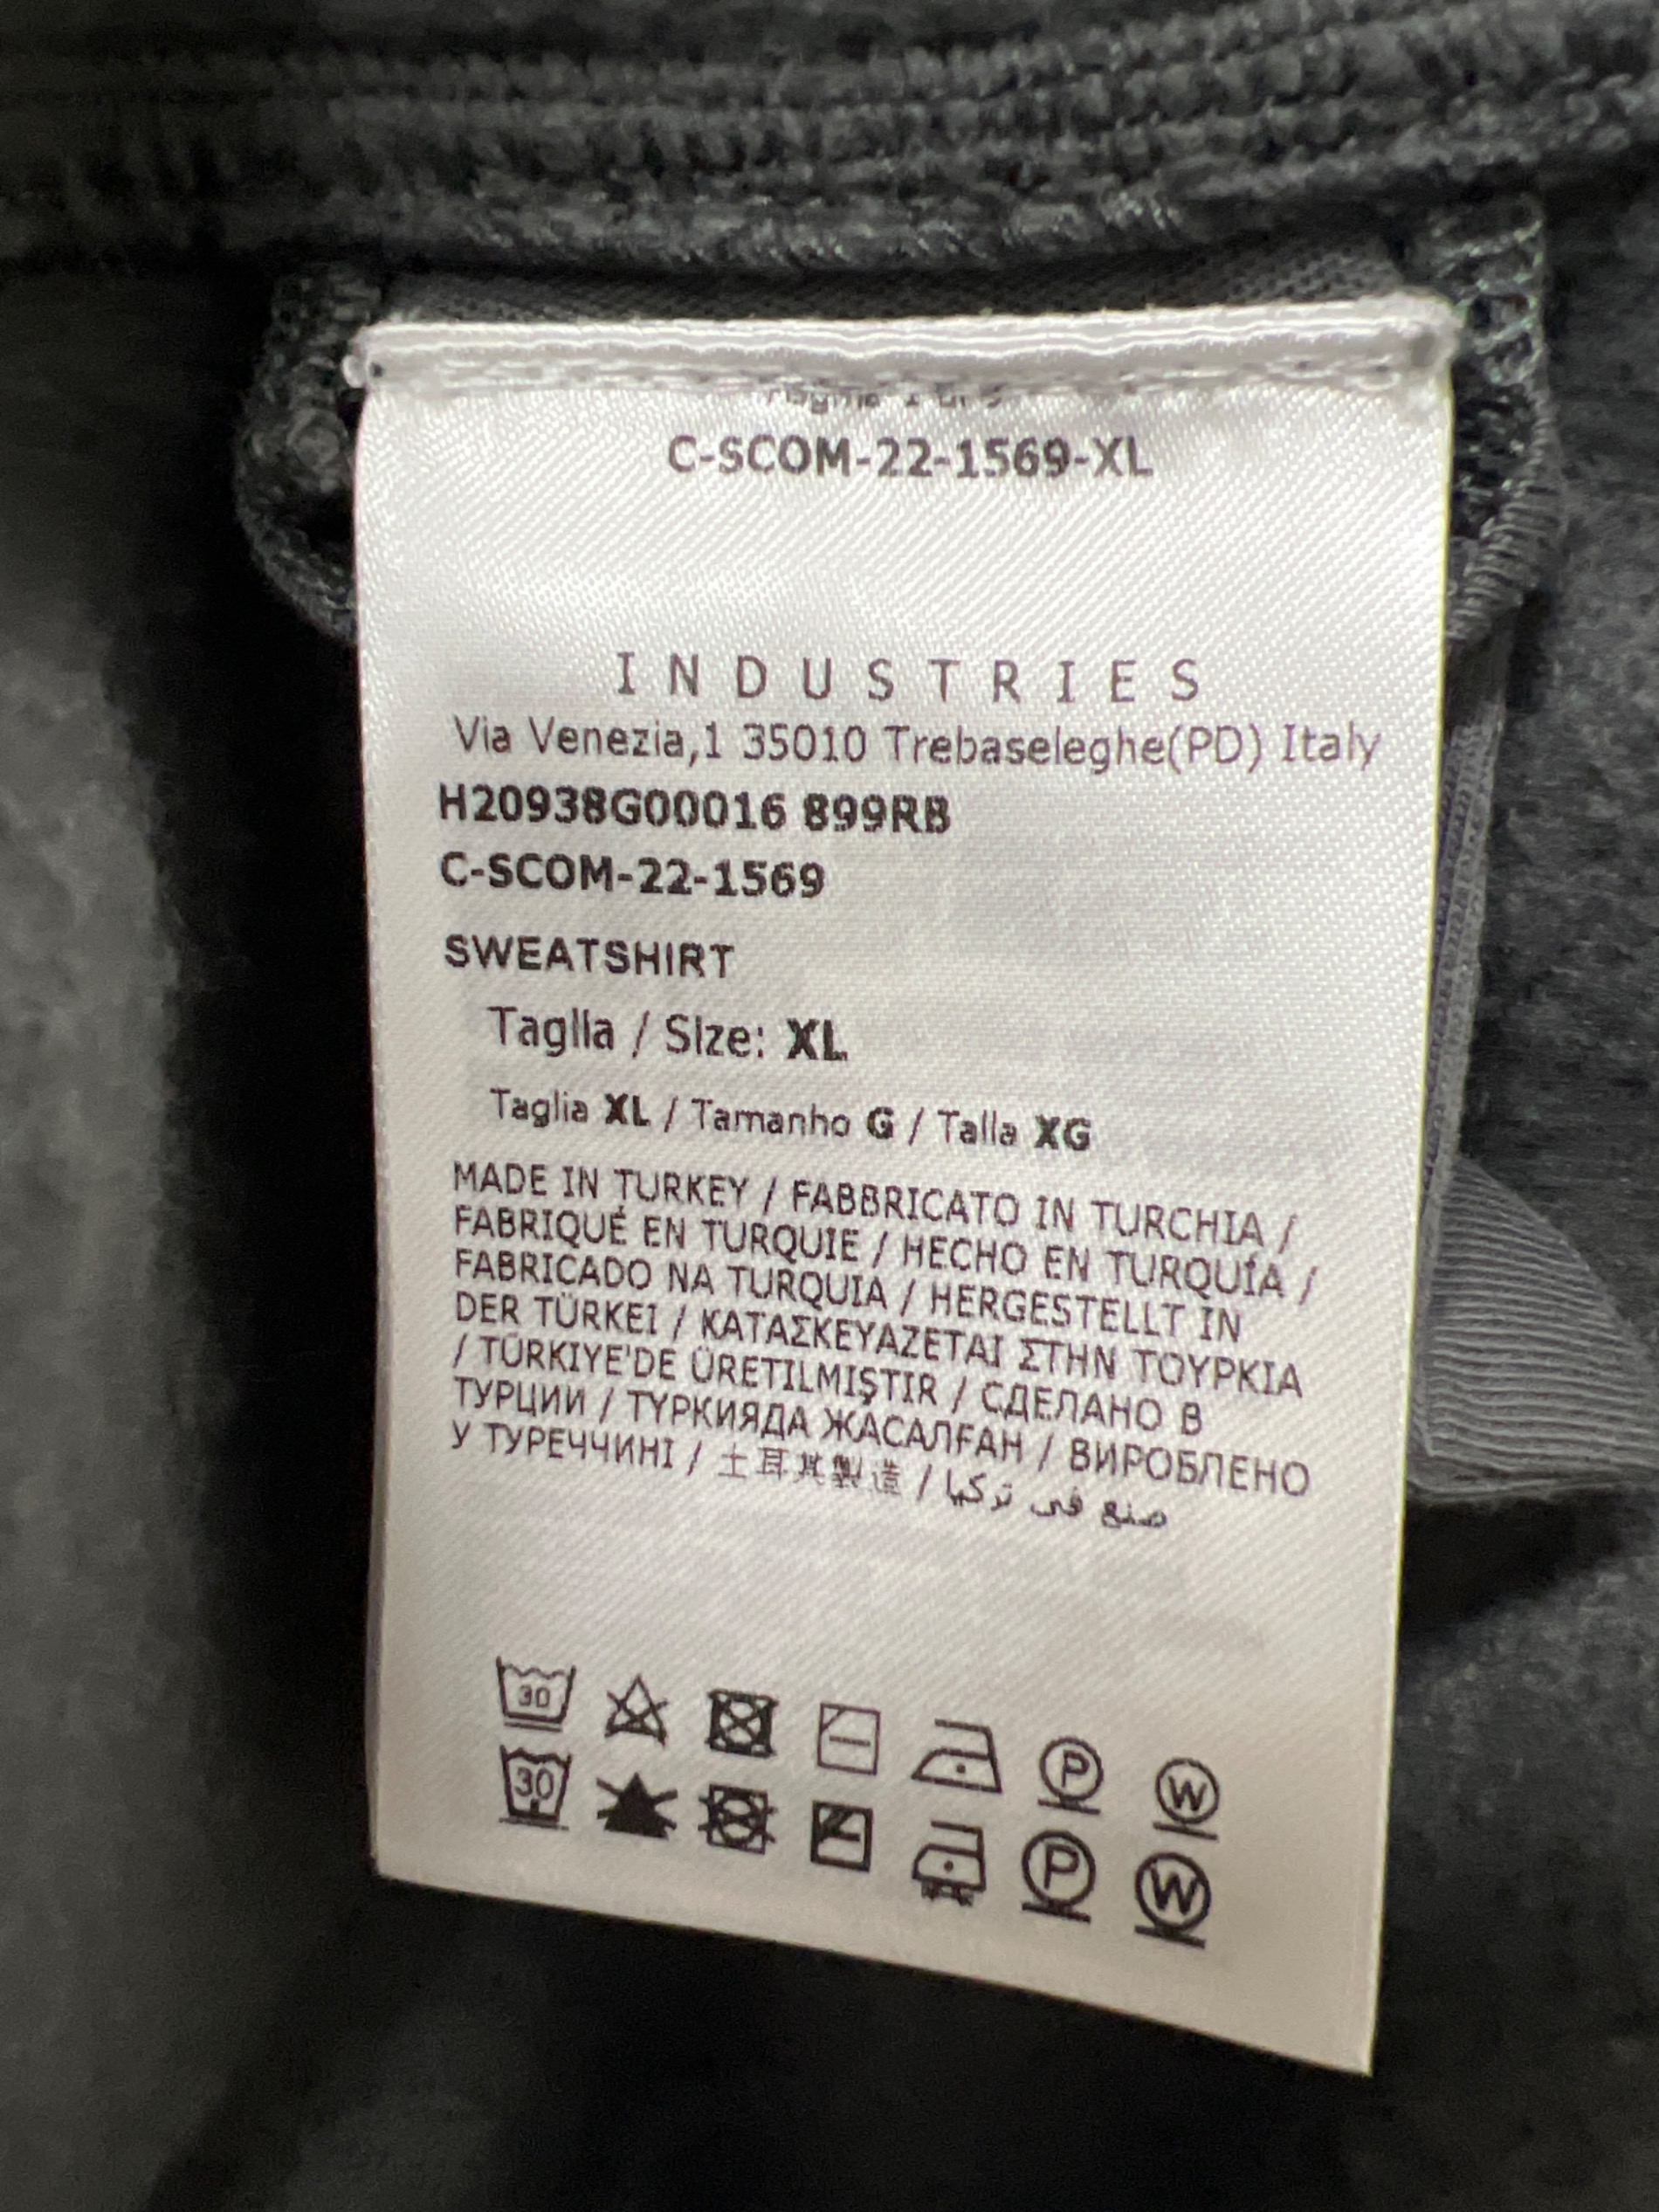 C-SCOM-22-1569-XL
INDUSTRIES
Via Venezia,1 35010 Trebaseleghe(PD) Italy
H20938G00016 899RB
C-SCOM-22-1569
SWEATSHIRT
Taglia / Size: XL
Taglia XL / Tamanho G / Talla XG
MADE IN TURKEY / FABBRICATO IN TURCHIA /
FABRIQUÉ EN TURQUIE / HECHO EN TURQUÍA /
FABRICADO NA TURQUIA / HERGESTELLT IN
DER TÜRKEI / ΚΑΤΑΣΚΕΥΑΖΕΤΑΙ ΣΤΗΝ ΤΟΥΡΚΙΑ
/ TÜRKIYE'DE ÜRETILMIŞTIR / СДЕЛАНО В
ТУРЦИИ / ТҮРКИЯДА ЖАСАЛҒАН / ВИРОБЛЕНО
У ТУРЕЧЧИНІ / 土耳其製造 / صنع في تركيا
30 P W
30 P W